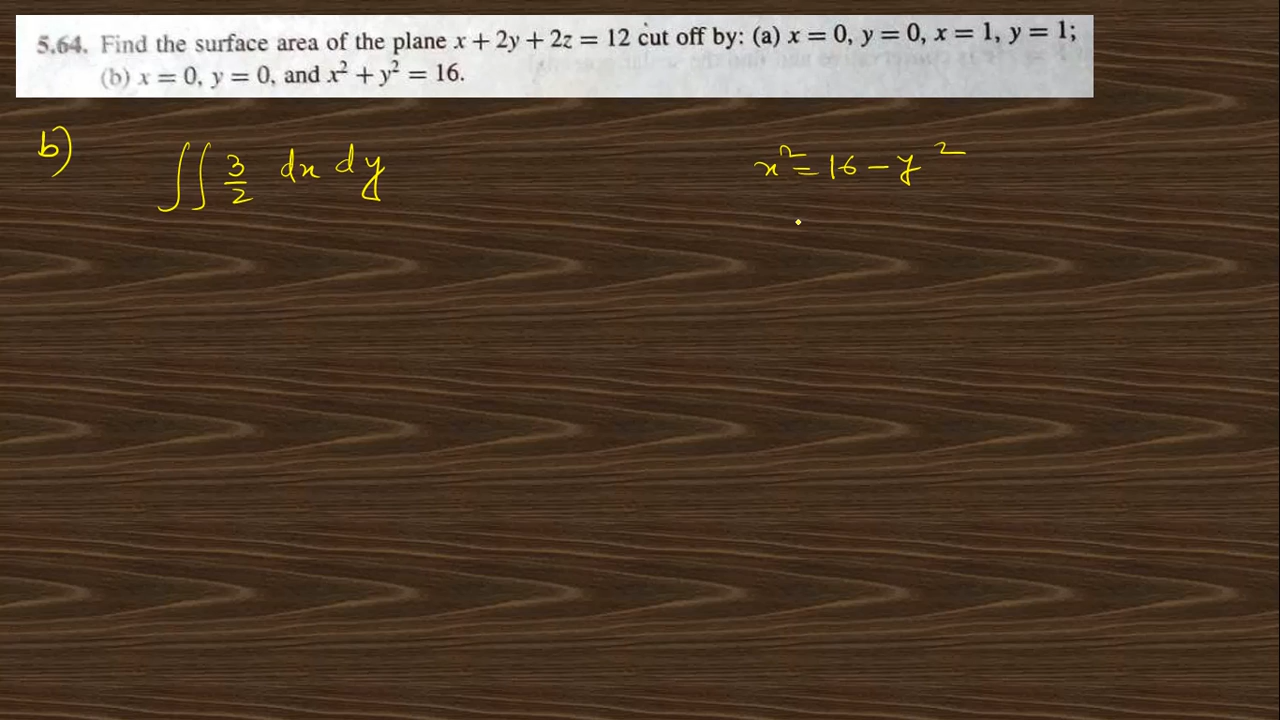 5.64. Find the surface area of the plane x + 2y + 2z = 12 cut off by: (a) x = 0, y = 0, x = 1, y = 1;
(b) x = 0, y = 0, and x² + y² = 16.
b) ∫∫ 3/2 dx dy
x² = 16 − y²